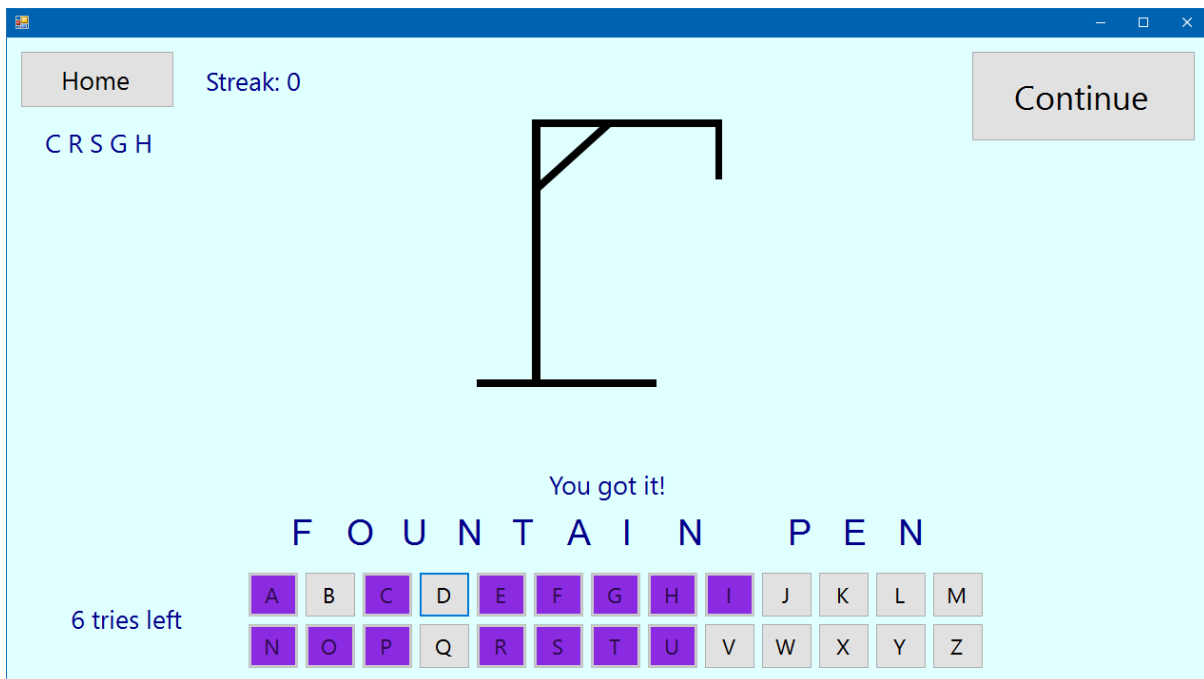 Home Streak: 0 Continue
C R S G H
You got it!
F O U N T A I N P E N
A B C D E F G H I J K L M
6 tries left
N O P Q R S T U V W X Y Z